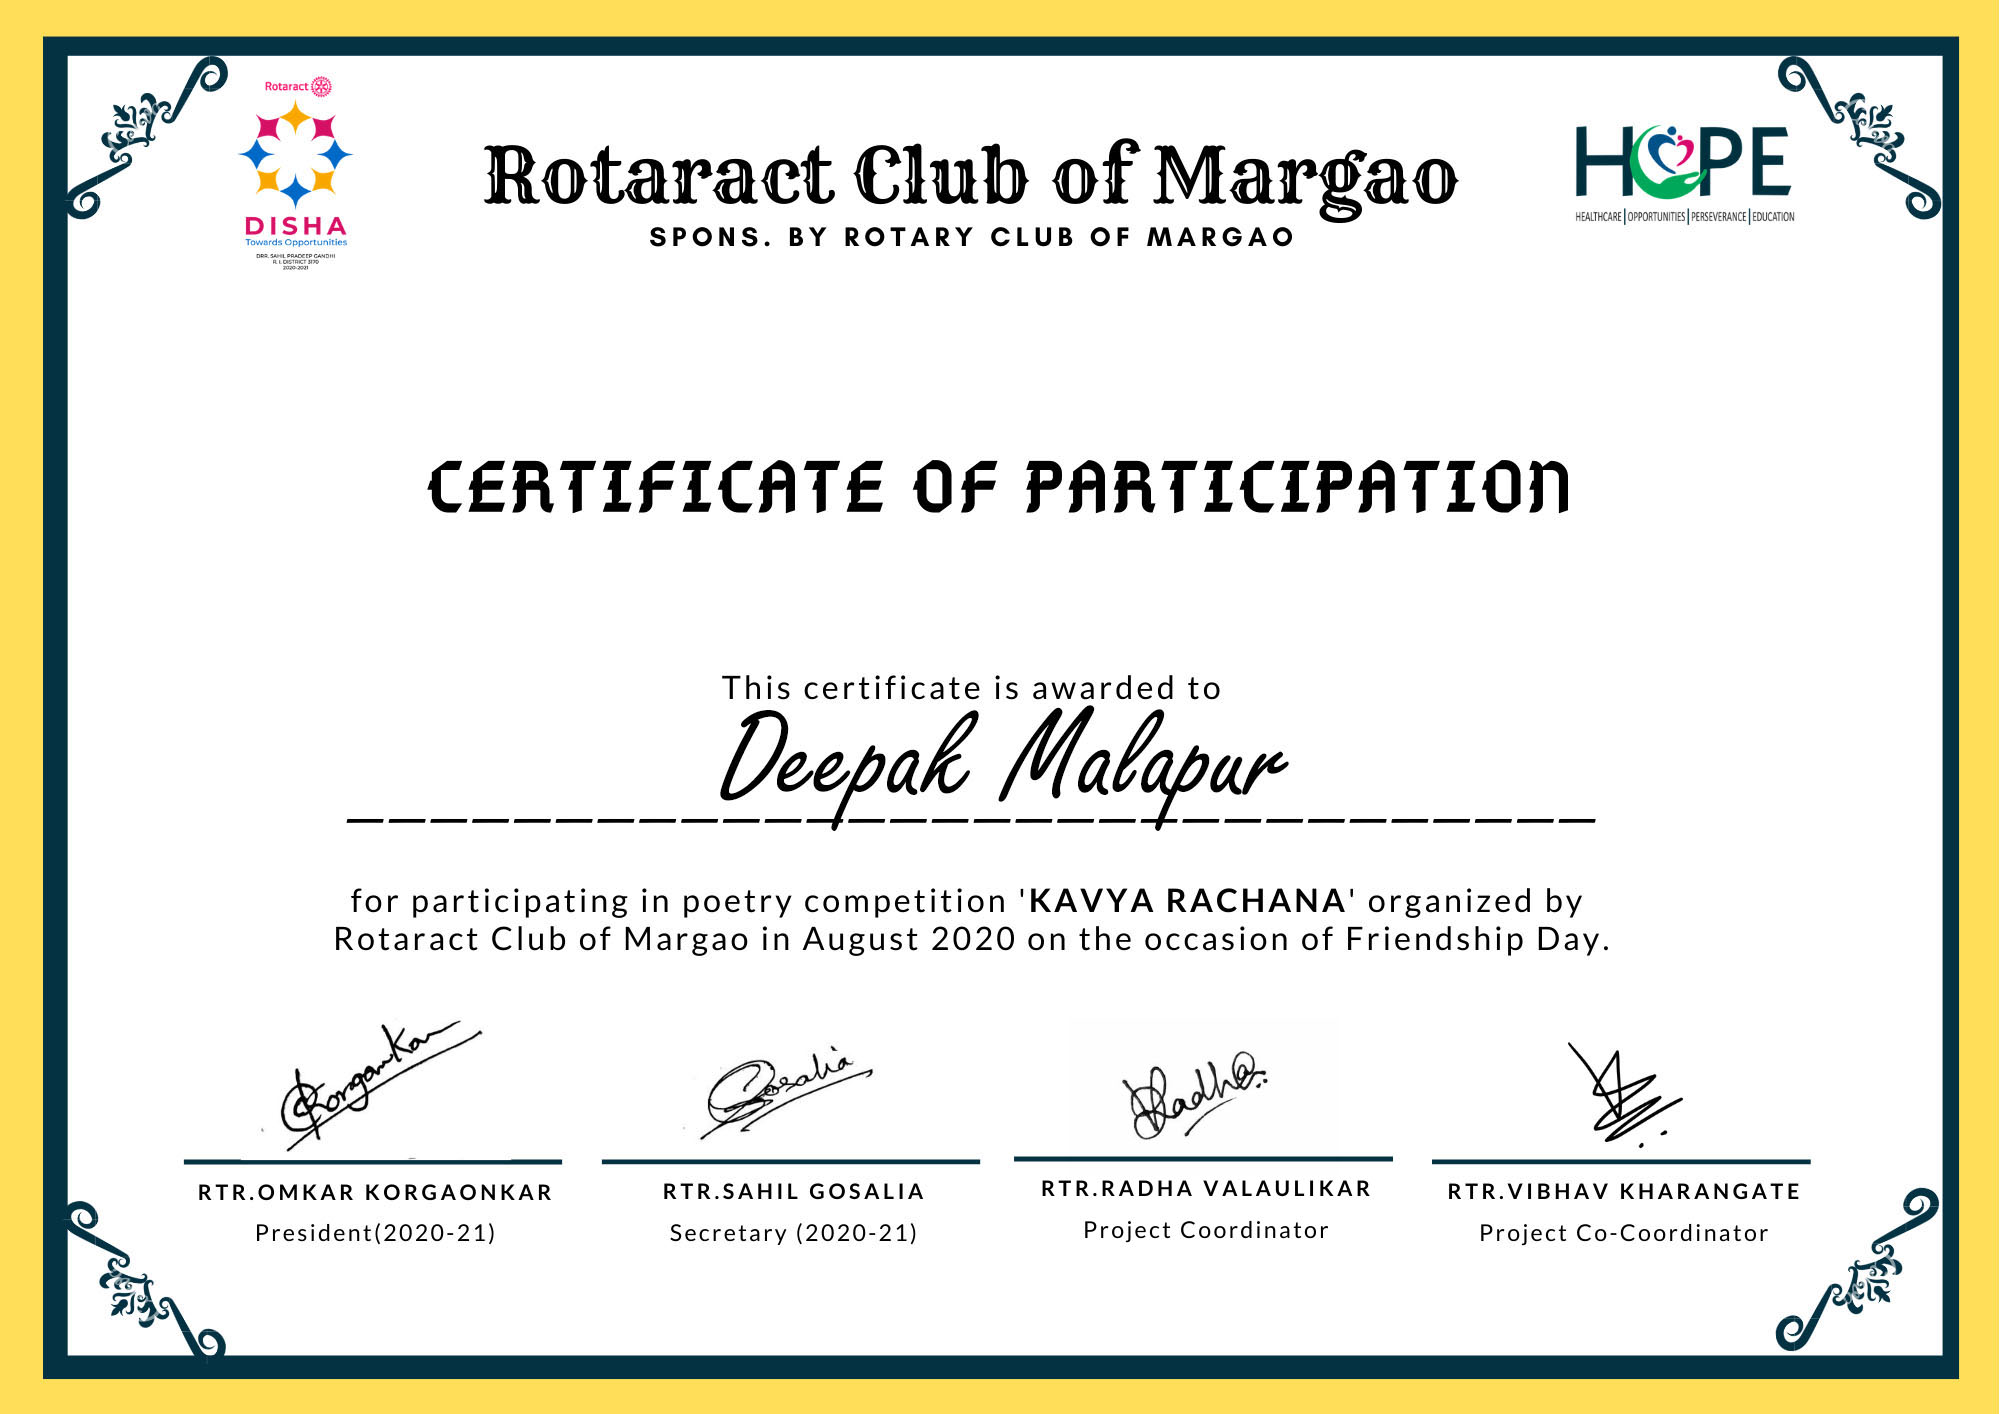 Rotaract
DISHA
Towards Opportunities
DRR. SAHIL PRADEEP GANDHI
R. I. DISTRICT 3170
2020-2021
Rotaract Club of Margao
SPONS. BY ROTARY CLUB OF MARGAO
HOPE
HEALTHCARE | OPPORTUNITIES | PERSEVERANCE | EDUCATION
CERTIFICATE OF PARTICIPATION
This certificate is awarded to
Deepak Malapur
for participating in poetry competition 'KAVYA RACHANA' organized by
Rotaract Club of Margao in August 2020 on the occasion of Friendship Day.
Korgaonkar
Gosalia
Radha
RTR.OMKAR KORGAONKAR
President(2020-21)
RTR.SAHIL GOSALIA
Secretary (2020-21)
RTR.RADHA VALAULIKAR
Project Coordinator
RTR.VIBHAV KHARANGATE
Project Co-Coordinator